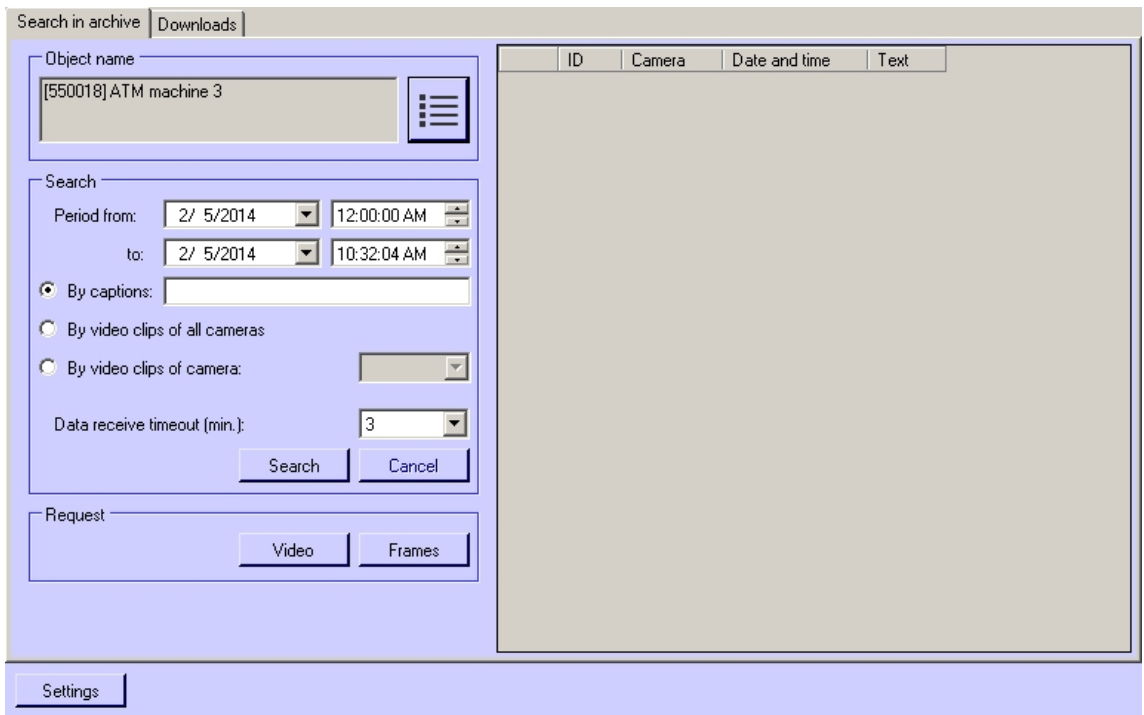 Search in archive Downloads
Object name
[550018] ATM machine 3
Search
Period from: 2/ 5/2014 12:00:00 AM
to: 2/ 5/2014 10:32:04 AM
By captions:
By video clips of all cameras
By video clips of camera:
Data receive timeout (min.): 3
Search Cancel
Request
Video Frames
ID Camera Date and time Text
Settings